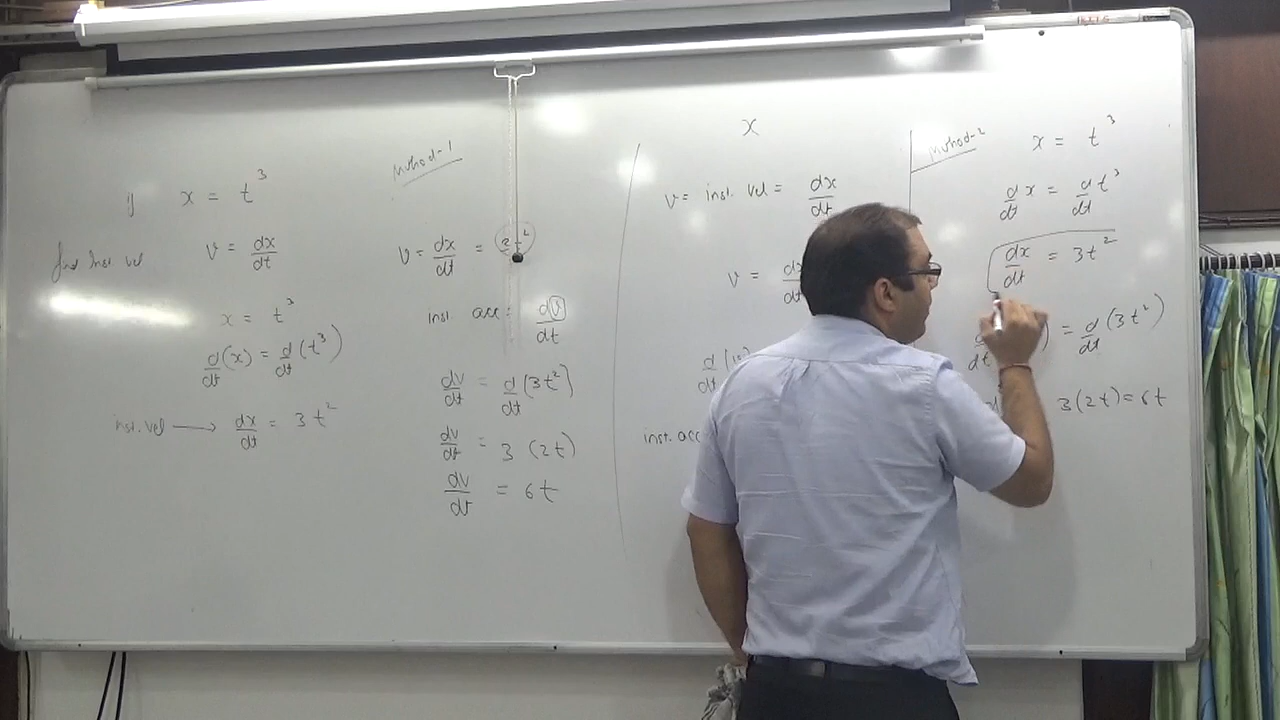 if x = t³
find inst vel v = dx/dt
x = t³
d/dt (x) = d/dt (t³)
inst. vel → dx/dt = 3t²
Method-1
v = dx/dt =
inst acc: dv/dt
dv/dt = d/dt (3t²)
dv/dt = 3 (2t)
dv/dt = 6t
x
v = inst. vel = dx/dt
v =
inst. acc
Method-2
x = t³
d/dt x = d/dt t³
dx/dt = 3t²
= d/dt (3t²)
3(2t) = 6t